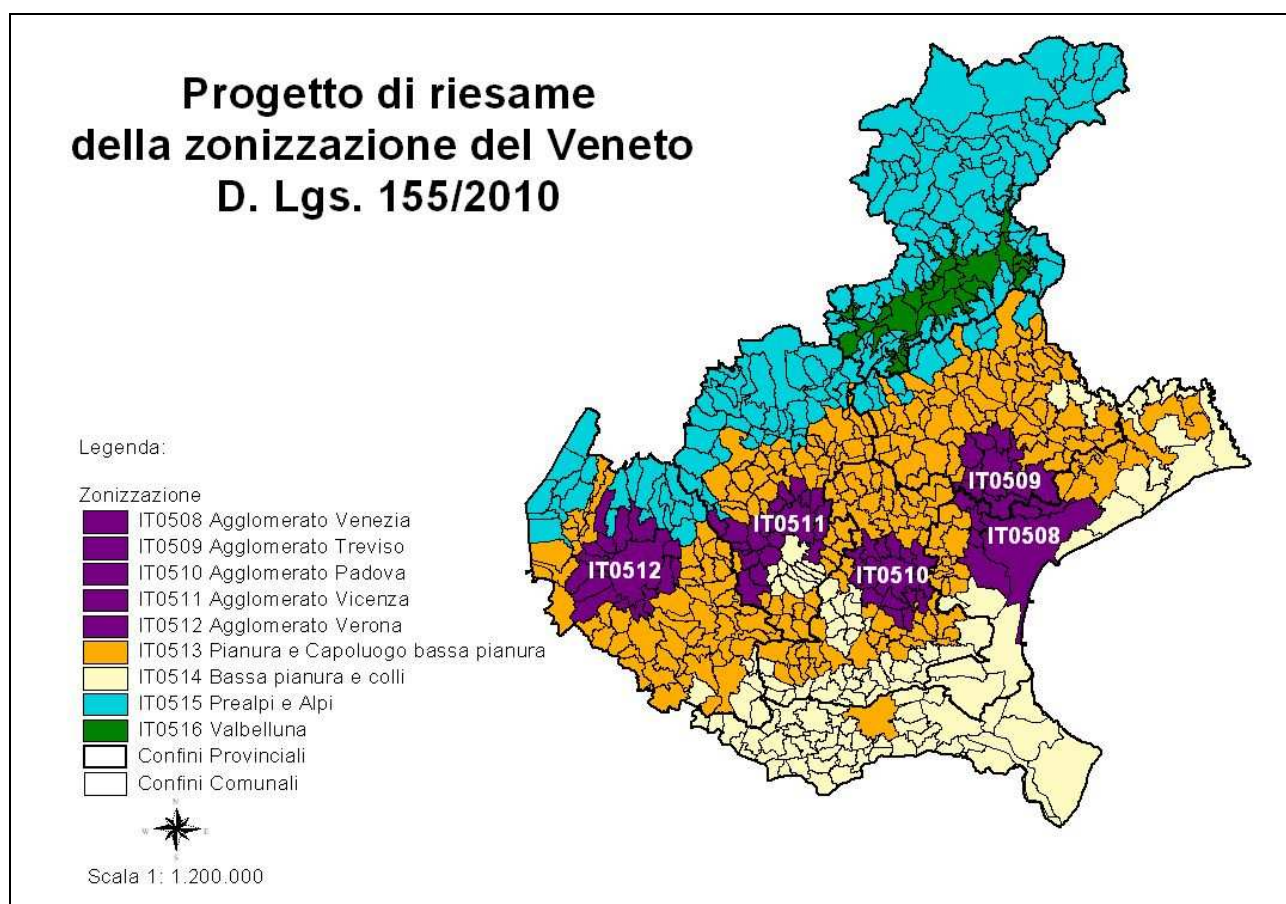 Progetto di riesame
della zonizzazione del Veneto
D. Lgs. 155/2010
Legenda:
Zonizzazione
IT0508 Agglomerato Venezia
IT0509 Agglomerato Treviso
IT0510 Agglomerato Padova
IT0511 Agglomerato Vicenza
IT0512 Agglomerato Verona
IT0513 Pianura e Capoluogo bassa pianura
IT0514 Bassa pianura e colli
IT0515 Prealpi e Alpi
IT0516 Valbelluna
Confini Provinciali
Confini Comunali
N
W E
S
Scala 1: 1.200.000
IT0509
IT0511
IT0508
IT0512
IT0510